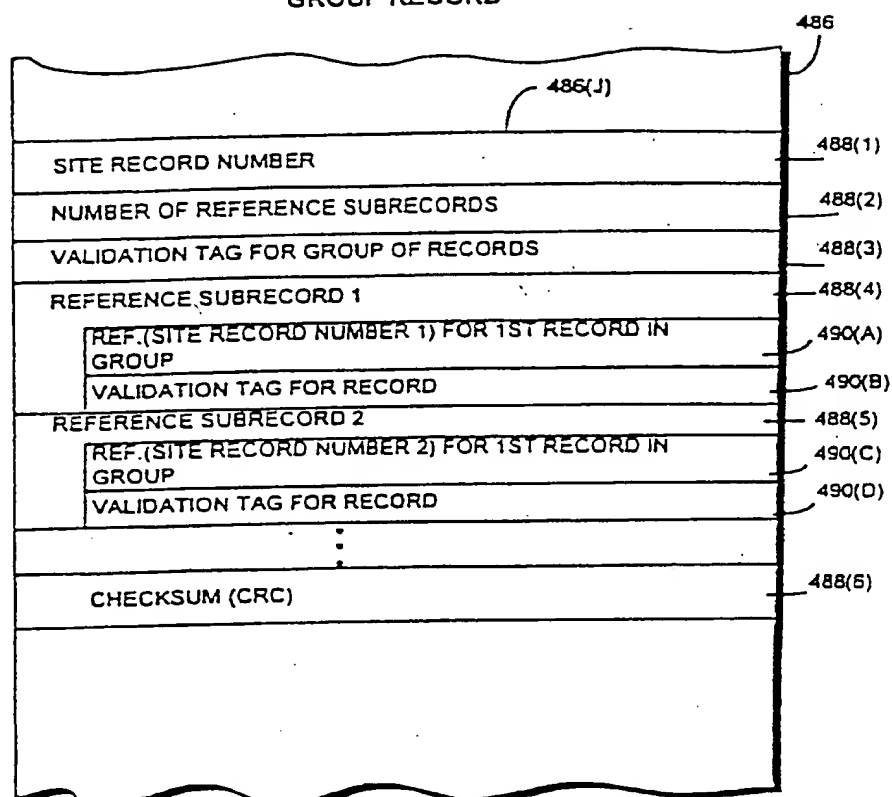 GROUP RECORD
486
486(J)
SITE RECORD NUMBER
488(1)
NUMBER OF REFERENCE SUBRECORDS
488(2)
VALIDATION TAG FOR GROUP OF RECORDS
488(3)
REFERENCE SUBRECORD 1
488(4)
REF.(SITE RECORD NUMBER 1) FOR 1ST RECORD IN
GROUP
490(A)
VALIDATION TAG FOR RECORD
490(B)
REFERENCE SUBRECORD 2
488(5)
REF.(SITE RECORD NUMBER 2) FOR 1ST RECORD IN
GROUP
490(C)
VALIDATION TAG FOR RECORD
490(D)
CHECKSUM (CRC)
488(6)